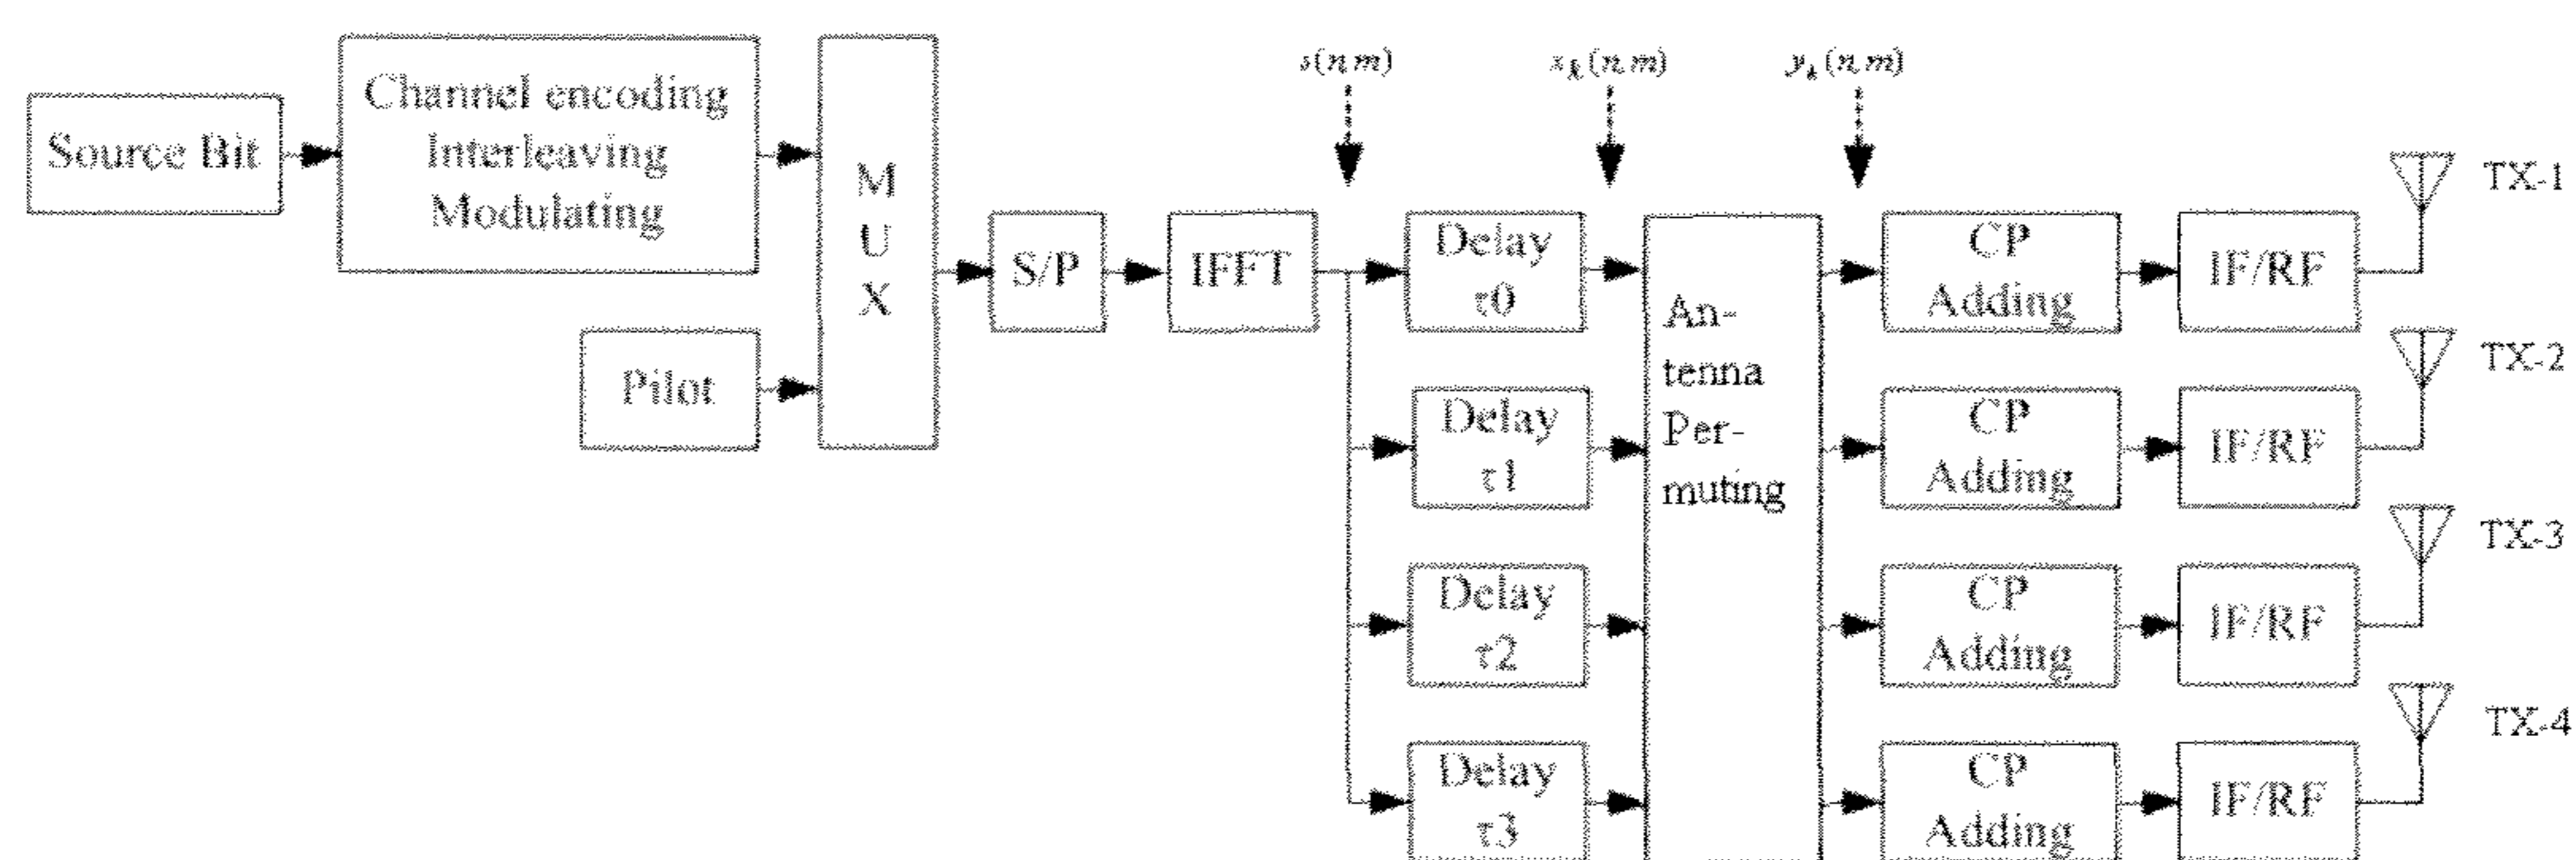 s(n,m) x_k(n,m) y_k(n,m)
Source Bit
Channel encoding
Interleaving
Modulating
M
U
X
Pilot
S/P
IFFT
Delay
τ0
Delay
τ1
Delay
τ2
Delay
τ3
An-
tenna
Per-
muting
CP
Adding
CP
Adding
CP
Adding
CP
Adding
IF/RF
IF/RF
IF/RF
IF/RF
TX-1
TX-2
TX-3
TX-4